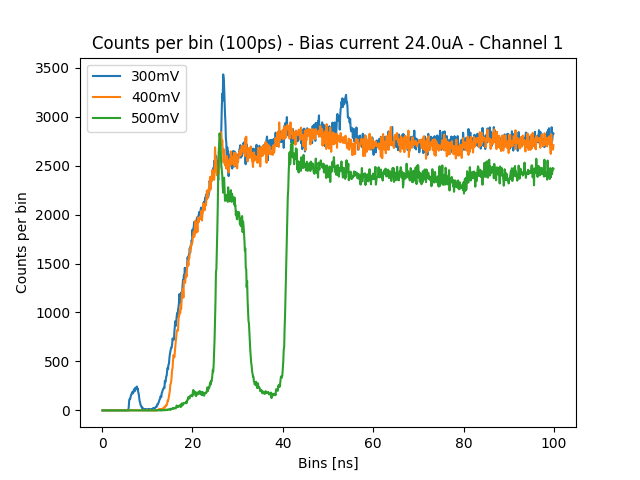 Counts per bin (100ps) - Bias current 24.0uA - Channel 1
3500
3000
2500
2000
1500
1000
500
0
Counts per bin
300mV
400mV
500mV
0 20 40 60 80 100
Bins [ns]